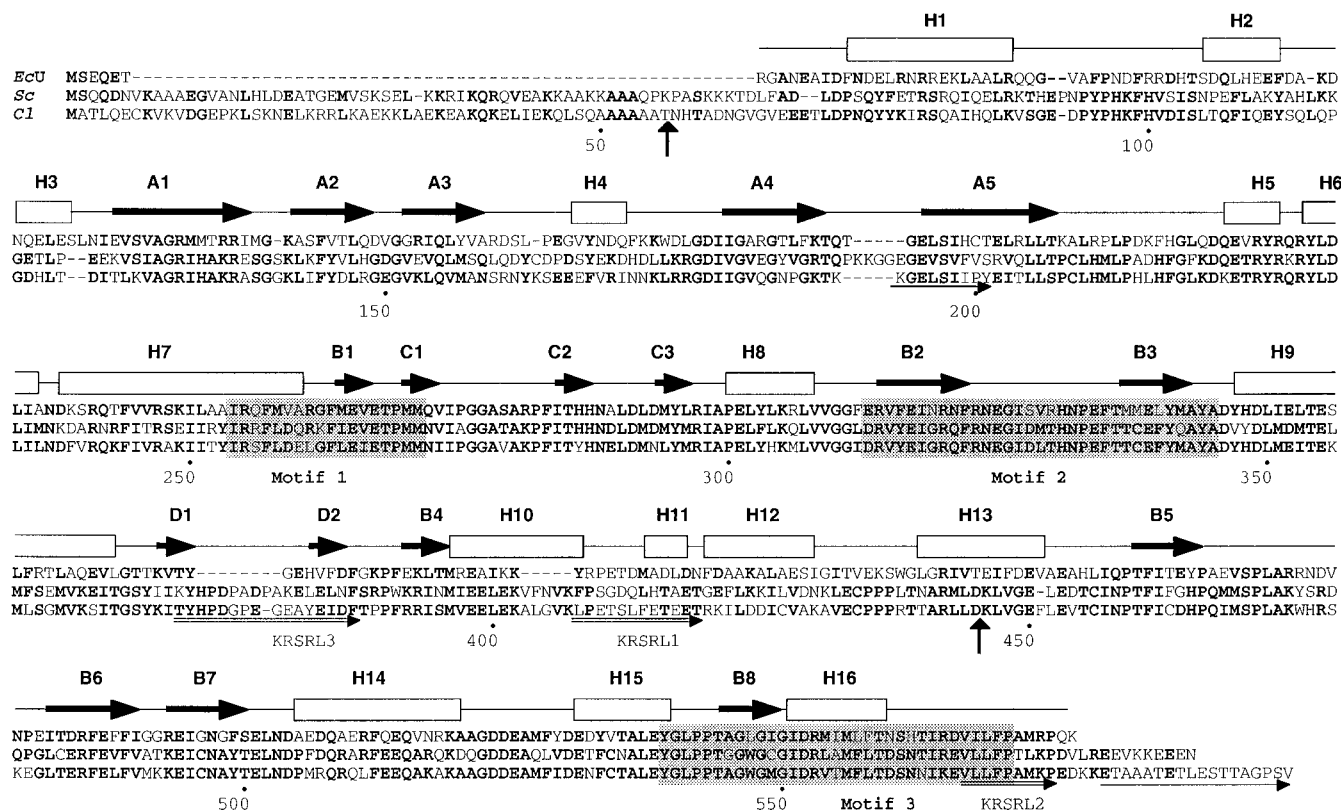 H1 H2
EcU MSEQET-----------------------------------------------RGANEAIDFNDELRNRREKLAALRQQG--VAFPNDFRRDHTSDQLHEEFDA-KD
Sc MSQQDNVKAAAEGVANLHLDEATGEMVSKSEL-KKRIKQRQVEAKKAAKKAAAQPKPASKKKTDLFAD--LDPSQYFETRSRQIQELRKTHEPNPYPHKFHVSISNPEFLAKYAHLKK
Cl MATLQECKVKVDGEPKLSKNELKRRLKAEKKLAEKEAKQKELIEKQLSQAAAAAATNHTADNGVGVEEETLDPNQYYKIRSQAIHQLKVSGE-DPYPHKFHVDISLTQFIQEYSQLQP
50 100
H3 A1 A2 A3 H4 A4 A5 H5 H6
NQELESLNIEVSVAGRMMTRRIMG-KASFVTLQDVGGRIQLYVARDSL-PEGVYNDQFKKWDLGDIIGARGTLFKTQT----GELSIHCTELRLLTKALRPLPDKFHGLQDQEVRYRQRYLD
GETLP--EEKVSIAGRIHAKRESGSKLKFYVLHGDGVEVQLMSQLQDYCDPDSYEKDHDLLKRGDIVGVEGYVGRTQPKKGGEGEVSVFVSRVQLLTPCLHMLPADHFGFKDQETRYRKRYLD
GDHLT--DITLKVAGRIHAKRASGGKLIFYDLRGEGVKLQVMANSRNYKSEEEFVRINNKLRRGDIIGVQGNPGKTK-----KGELSIIPYEITLLSPCLHMLPHLHFGLKDKETRYRQRYLD
150 200
H7 B1 C1 C2 C3 H8 B2 B3 H9
LIANDKSRQTFVVRSKILAAIRQFMVARGFMEVETPMMQVIPGGASARPFITHHNALDLDMYLRIAPELYLKRLVVGGFERVFEINRNFRNEGISVRHNPEFTMMELYMAYADYHDLIELTES
LIMNKDARNRFITRSEIIRYIRKFLDQRKFIEVETPMMNVIAGGATAKPFITHHNDLDMDMYMRIAPELFLKQLVVGGLDRVYEIGRQFRNEGIDMTHNPEFTTCEFYQAYADVYDLMDMTEL
LILNDFVRQKFIVRAKIITYIRSFLDELGFLEIETPMMNIIPGGAVAKPFITYHNELDMNLYMRIAPELYHKMLVVGGIDRVYEIGRQFRNEGIDLTHNPEFTTCEFYMAYADYHDLMEITEK
250 Motif 1 300 Motif 2 350
D1 D2 B4 H10 H11 H12 H13 B5
LFRTLAQEVLGTTKVTY--------GEHVFDFGKPFEKLTMREAIKK-----YRPETDMADLDNFDAAKALAESIGITVEKSWGLGRIVTEIFDEVAEAHLIQPTFITEYPAEVSPLARRNDV
MFSEMVKEITGSYIIKYHPDPADPAKELELNFSRPWKRINMIEELEKVFNVKFPSGDQLHTAETGEFLKKILVDNKLECPPPLTNARMLDKLVGE-LEDTCINPTFIFGHPQMMSPLAKYSRD
MLSGMVKSITGSYKITYHPDGPEG-GEAYEIDFTPPFRRISMVEELEKALGVKLPETSLFETEETRKILDDICVAKAVECPPPRTTARLLDKLVGEFLEVTCINPTFICDHPQIMSPLAKWHRS
KRSRL3 400 KRSRL1 450
B6 B7 H14 H15 B8 H16
NPEITDRFEFFIGGREIGNGFSELNDAEDQAERFQEQVNRKAAGDDEAMFYDEDYVTALEYGLPPTAGLGIGIDRMIMLFTNSHTIRDVILFPAMRPQK
QPGLCERFEVFVATKEICNAYTELNDPFDQRARFEEQARQKDQGDDEAQLVDETFCNALEYGLPPTGGWGCGIDRLAMFLTDSNTIREVLLFPTLKPDVLREEVKKEEEN
KEGLTERFELFVMKKEICNAYTELNDPMRQRQLFEEQAKAKAAGDDEAMFIDENFCTALEYGLPPTAGWGMGIDRVTMFLTDSNNIKEVLLFPAMKPEDKKETAAATETLESTTAGPSV
500 550 Motif 3 KRSRL2